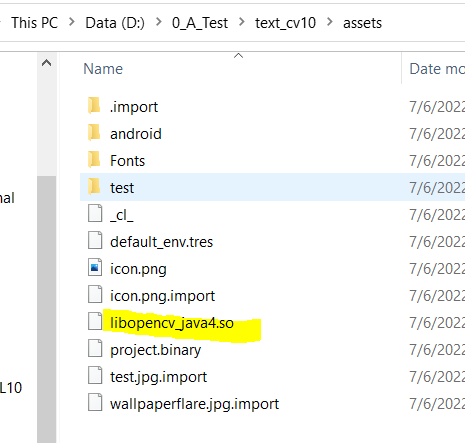 This PC > Data (D:) > 0_A_Test > text_cv10 > assets
Name Date mo
.import 7/6/2022
android 7/6/2022
Fonts 7/6/2022
test 7/6/2022
nal
_cl_ 7/6/2022
default_env.tres 7/6/2022
icon.png 7/6/2022
icon.png.import 7/6/2022
libopencv_java4.so 7/6/2022
project.binary 7/6/2022
test.jpg.import 7/6/2022
L10
wallpaperflare.jpg.import 7/6/2022